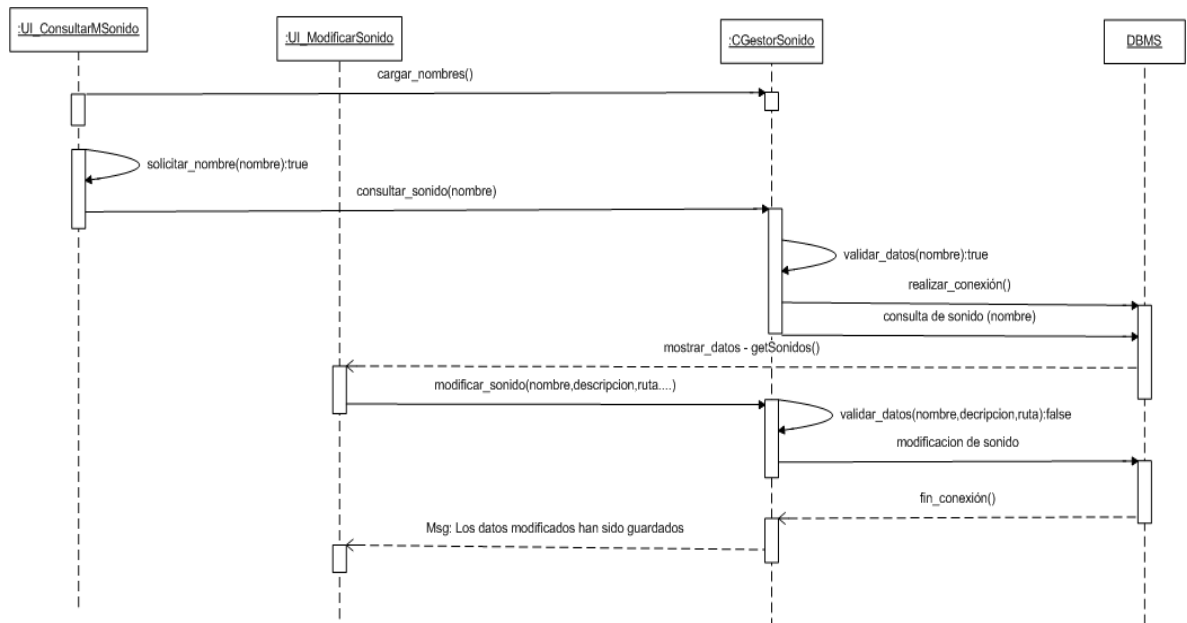 :UI_ConsultarMSonido
:UI_ModificarSonido
:CGestorSonido
DBMS
cargar_nombres()
solicitar_nombre(nombre):true
consultar_sonido(nombre)
validar_datos(nombre):true
realizar_conexión()
consulta de sonido (nombre)
mostrar_datos - getSonidos()
modificar_sonido(nombre,descripcion,ruta....)
validar_datos(nombre,decripcion,ruta):false
modificacion de sonido
fin_conexión()
Msg: Los datos modificados han sido guardados